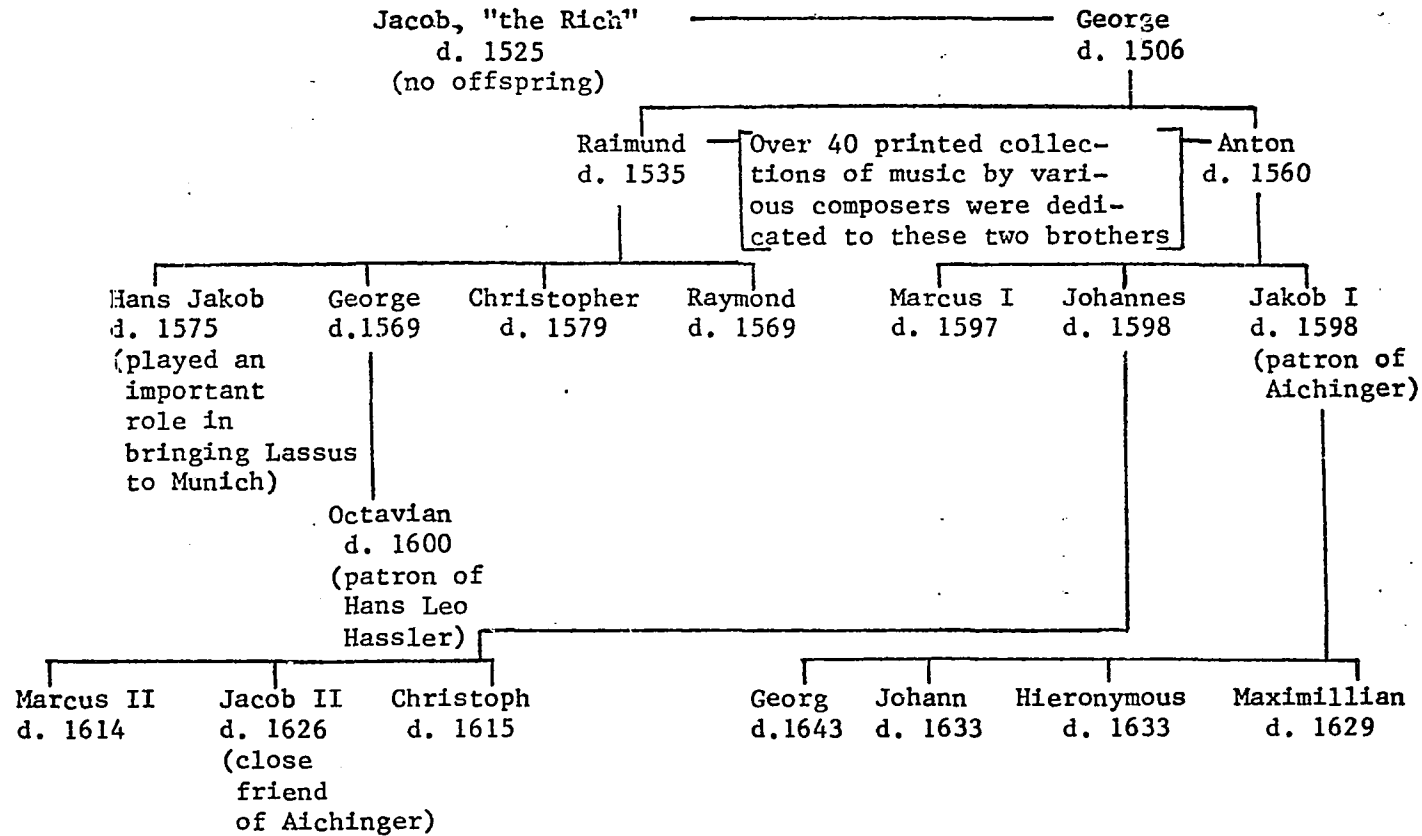 Jacob, "the Rich"
d. 1525
(no offspring)
George
d. 1506
Raimund
d. 1535
Over 40 printed collec-
tions of music by vari-
ous composers were dedi-
cated to these two brothers
Anton
d. 1560
Hans Jakob
d. 1575
(played an
important
role in
bringing Lassus
to Munich)
George
d.1569
Christopher
d. 1579
Raymond
d. 1569
Marcus I
d. 1597
Johannes
d. 1598
Jakob I
d. 1598
(patron of
Aichinger)
Octavian
d. 1600
(patron of
Hans Leo
Hassler)
Marcus II
d. 1614
Jacob II
d. 1626
(close
friend
of Aichinger)
Christoph
d. 1615
Georg
d.1643
Johann
d. 1633
Hieronymous
d. 1633
Maximillian
d. 1629